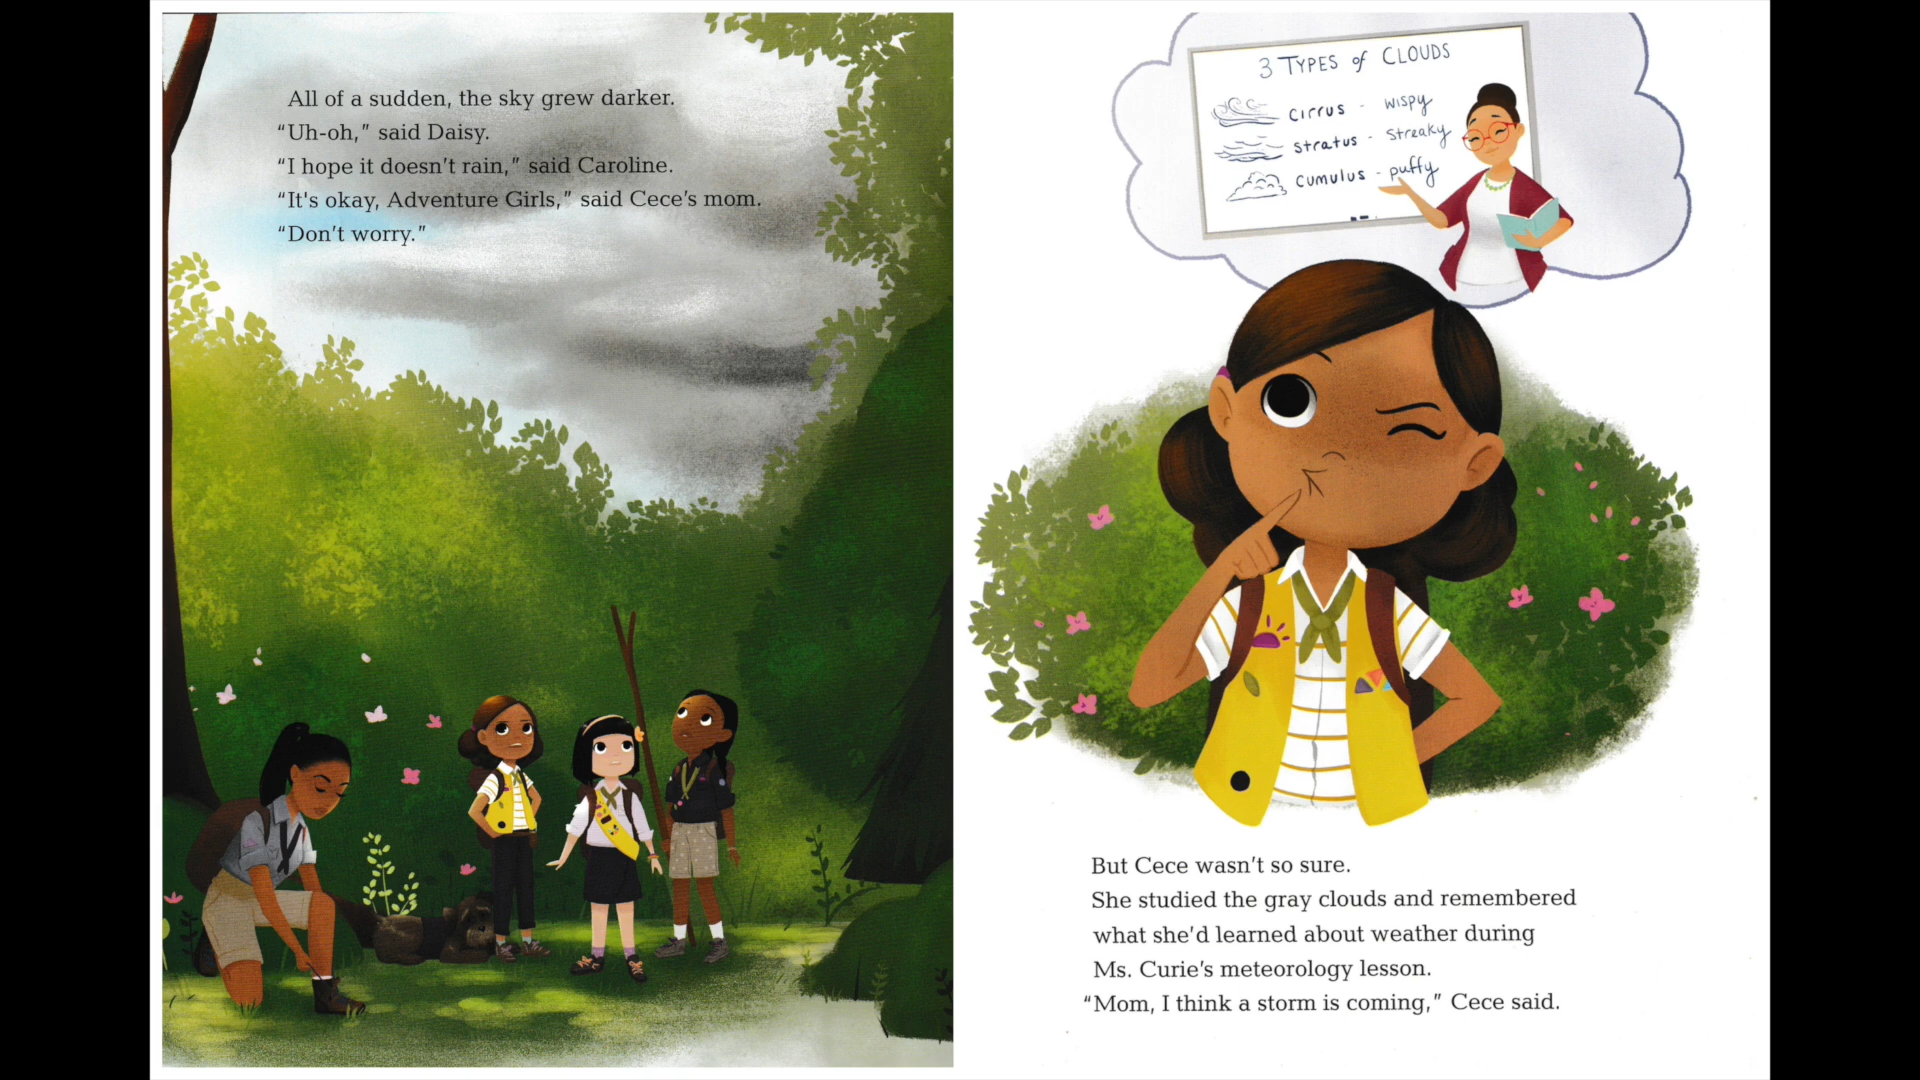 All of a sudden, the sky grew darker.
“Uh-oh,” said Daisy.
“I hope it doesn’t rain,” said Caroline.
“It's okay, Adventure Girls,” said Cece’s mom.
“Don’t worry.”
3 TYPES of CLOUDS
cirrus - wispy
stratus - streaky
cumulus - puffy
But Cece wasn’t so sure.
She studied the gray clouds and remembered
what she’d learned about weather during
Ms. Curie’s meteorology lesson.
“Mom, I think a storm is coming,” Cece said.